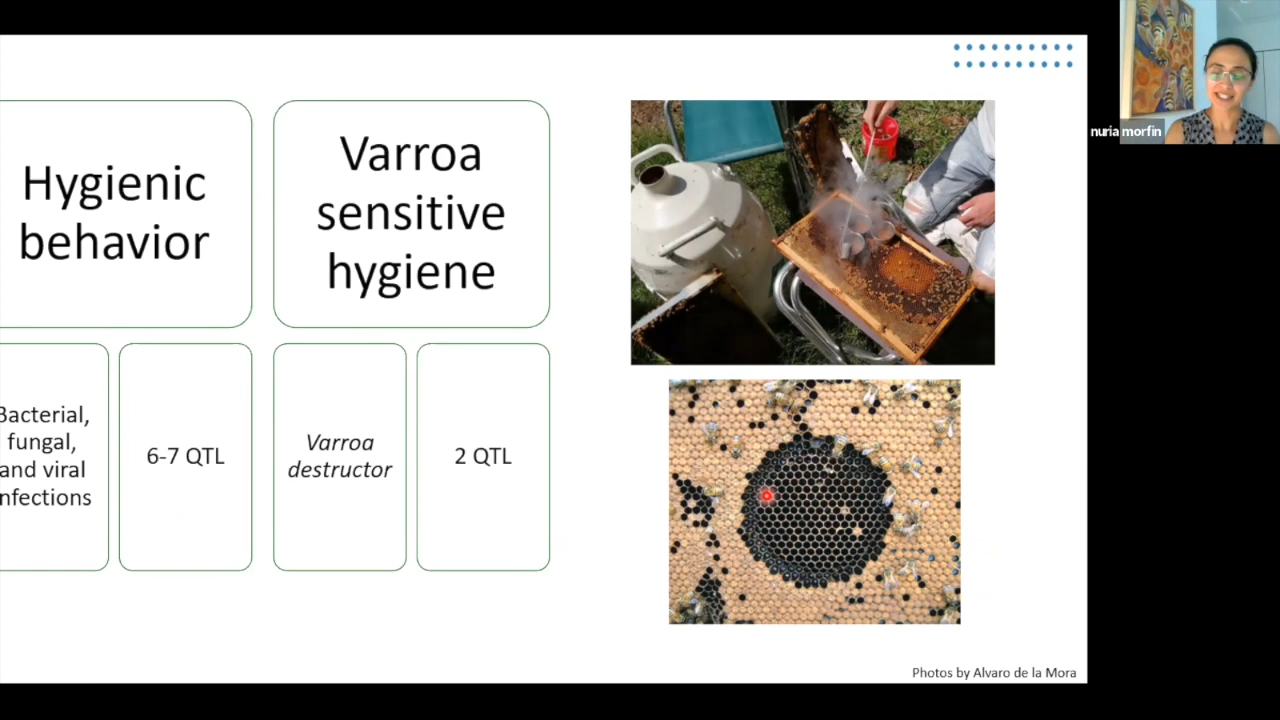 Hygienic
behavior
Varroa
sensitive
hygiene
Bacterial,
fungal,
and viral
nfections
6-7 QTL
Varroa
destructor
2 QTL
Photos by Alvaro de la Mora
nuria morfin